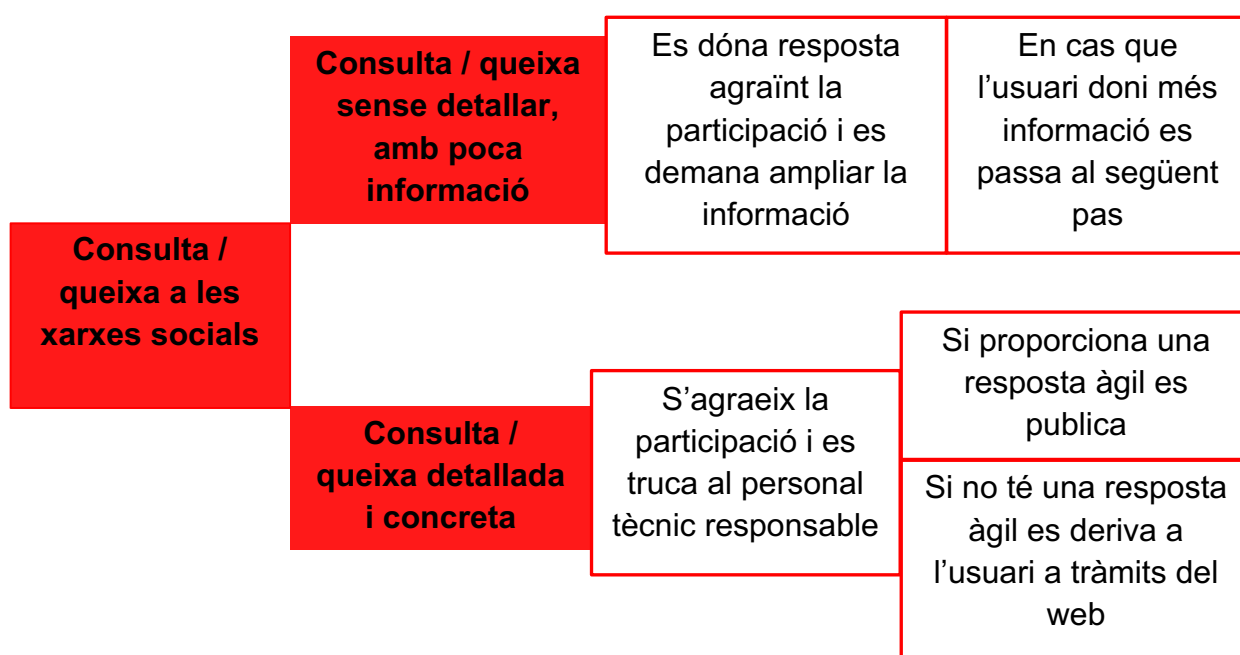 Consulta /
queixa a les
xarxes socials
Consulta / queixa
sense detallar,
amb poca
informació
Es dóna resposta
agraïnt la
participació i es
demana ampliar la
informació
En cas que
l’usuari doni més
informació es
passa al següent
pas
Consulta /
queixa detallada
i concreta
S’agraeix la
participació i es
truca al personal
tècnic responsable
Si proporciona una
resposta àgil es
publica
Si no té una resposta
àgil es deriva a
l’usuari a tràmits del
web